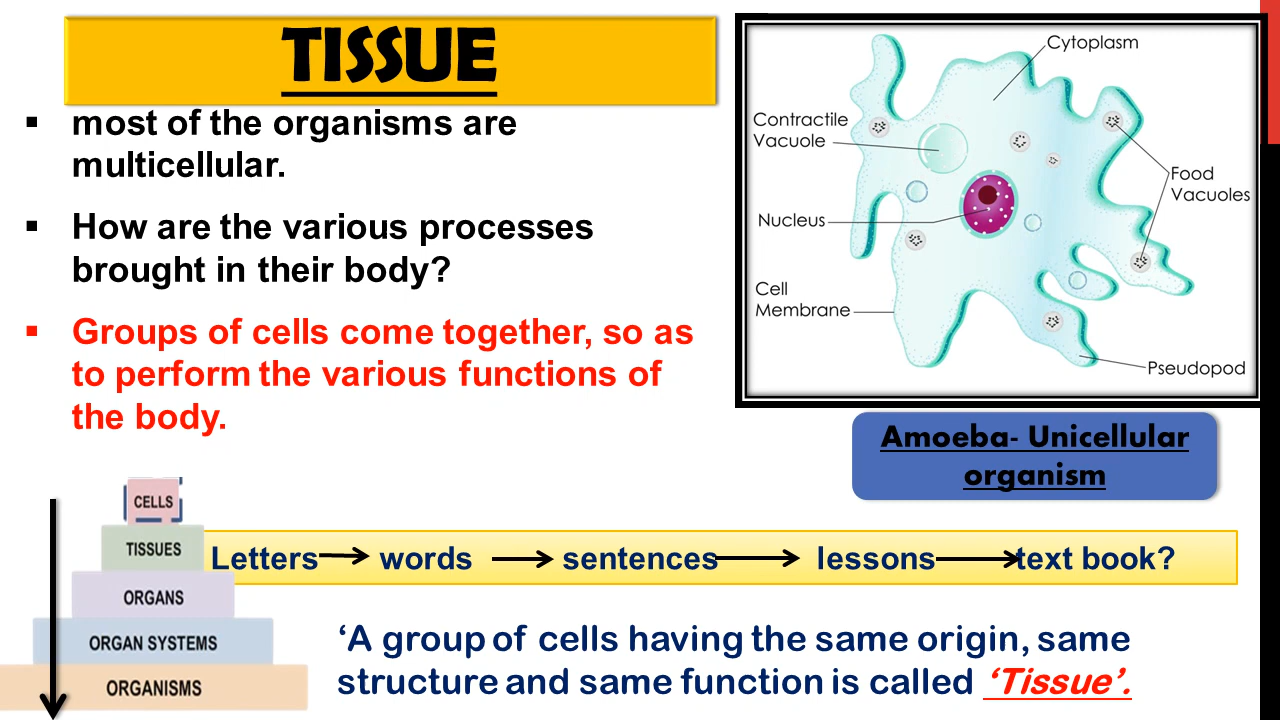 TISSUE
▪ most of the organisms are
multicellular.
▪ How are the various processes
brought in their body?
▪ Groups of cells come together, so as
to perform the various functions of
the body.
Cytoplasm
Contractile
Vacuole
Food
Vacuoles
Nucleus
Cell
Membrane
Pseudopod
Amoeba- Unicellular
organism
CELLS
TISSUES
ORGANS
ORGAN SYSTEMS
ORGANISMS
Letters → words → sentences → lessons → text book?
‘A group of cells having the same origin, same
structure and same function is called ‘Tissue’.